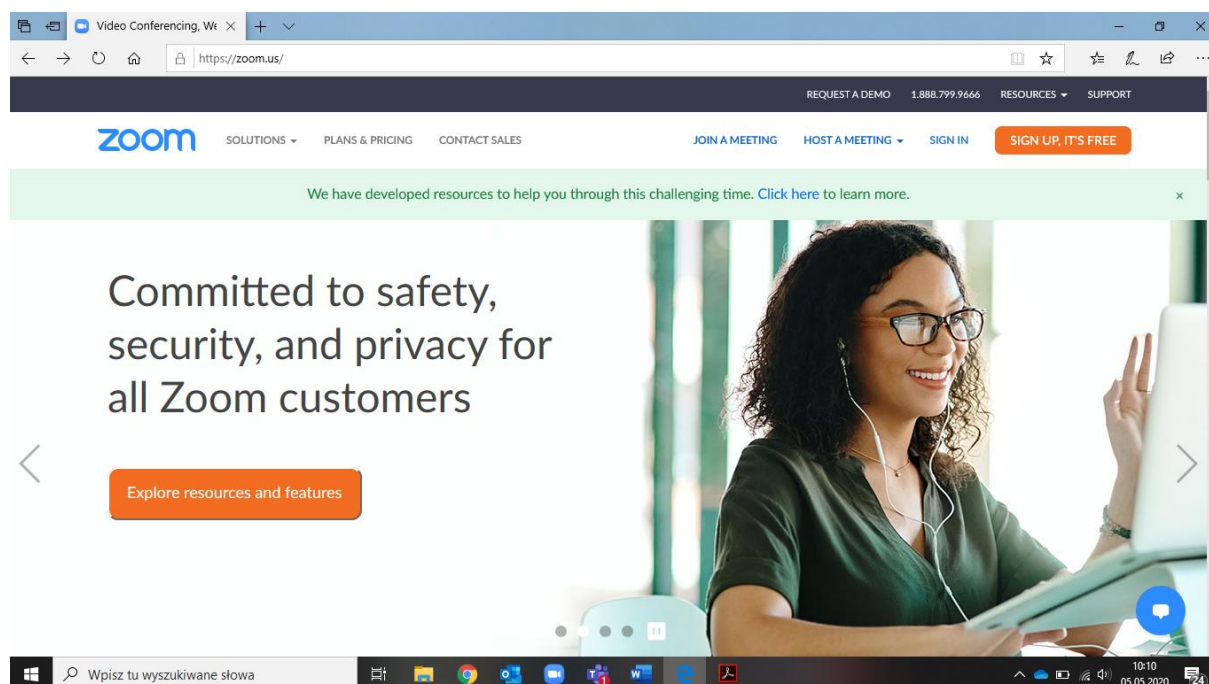 Video Conferencing, We
https://zoom.us/
REQUEST A DEMO 1.888.799.9666 RESOURCES SUPPORT
zoom SOLUTIONS PLANS & PRICING CONTACT SALES JOIN A MEETING HOST A MEETING SIGN IN SIGN UP, IT'S FREE
We have developed resources to help you through this challenging time. Click here to learn more.
Committed to safety,
security, and privacy for
all Zoom customers
Explore resources and features
Wpisz tu wyszukiwane słowa
10:10
05.05.2020
24